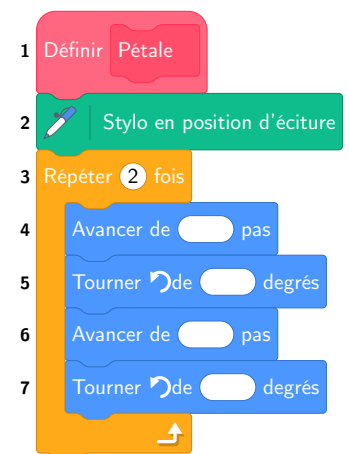 1 Définir Pétale
2 Stylo en position d'éciture
3 Répéter 2 fois
4 Avancer de pas
5 Tourner de degrés
6 Avancer de pas
7 Tourner de degrés